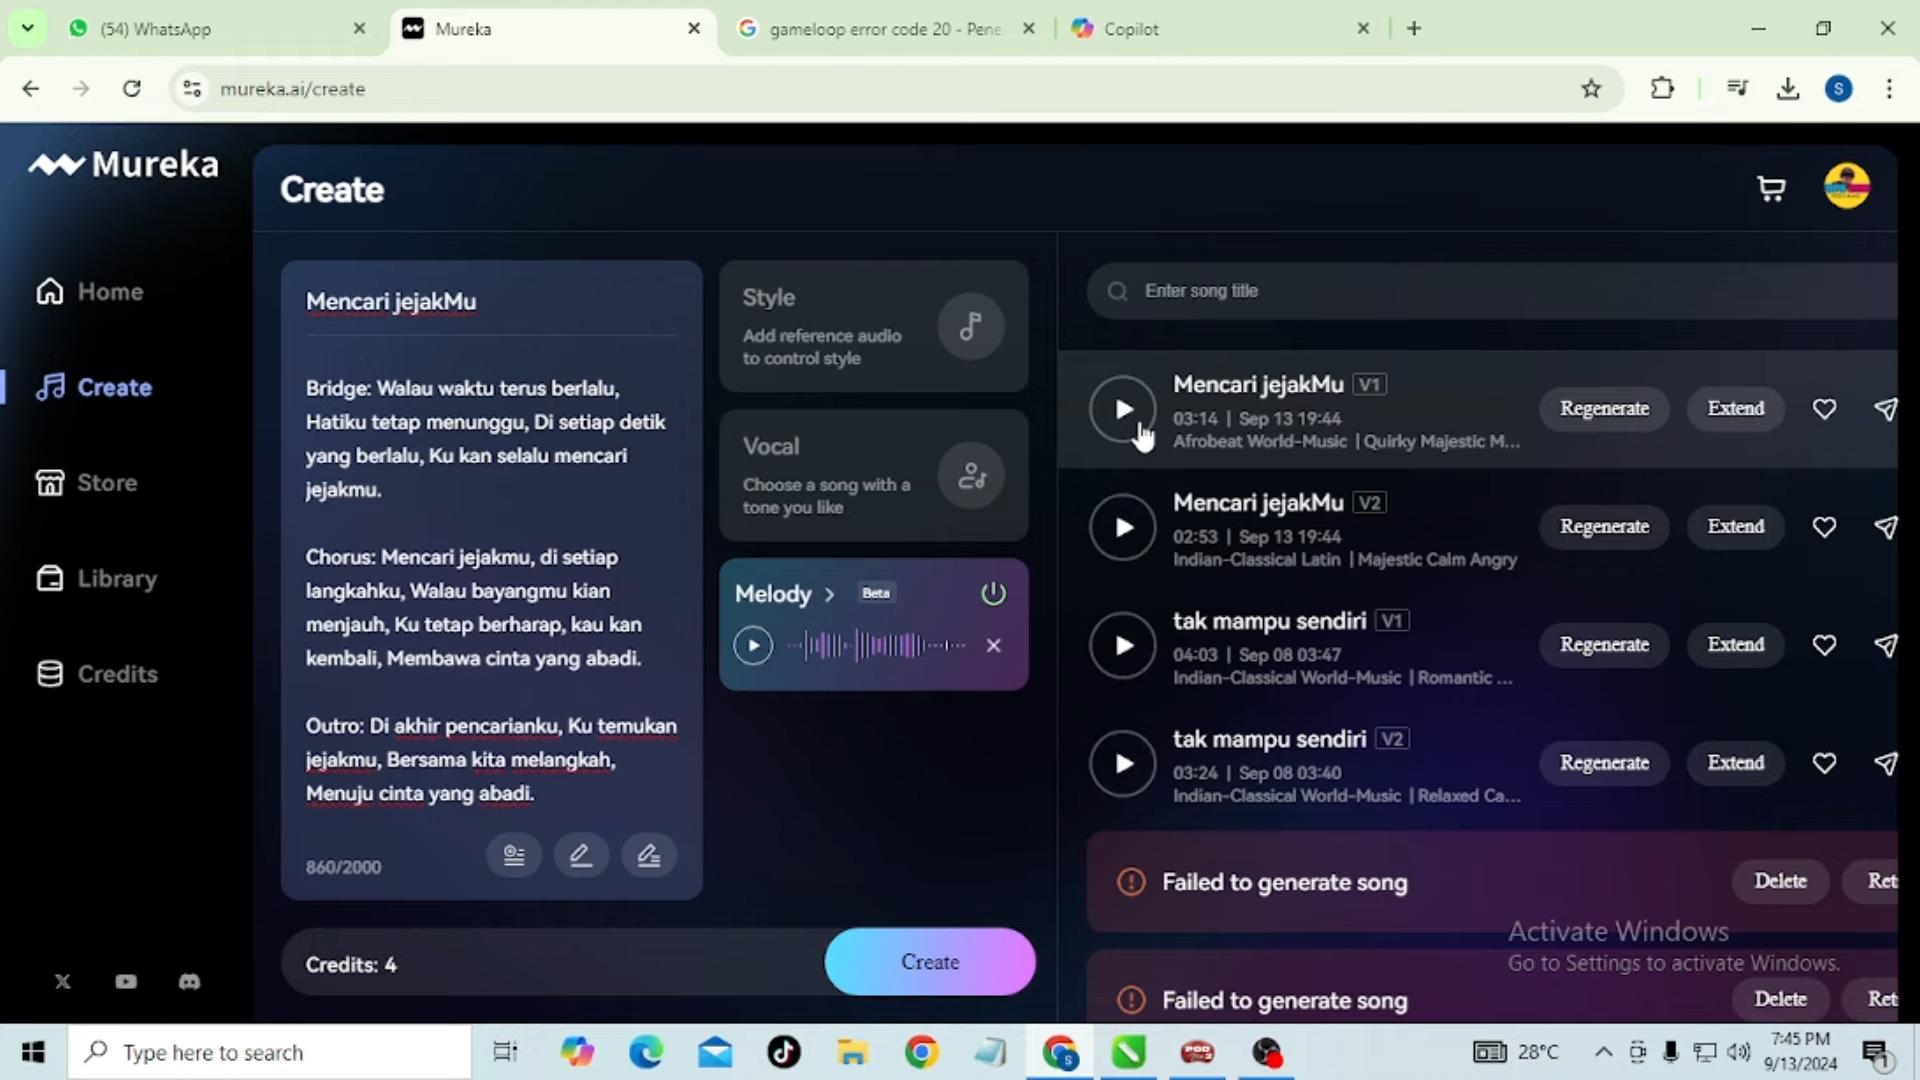 (54) WhatsApp
Mureka
gameloop error code 20 - Pene
Copilot
mureka.ai/create
S
Mureka
Create
Home
Create
Store
Library
Credits
Mencari jejakMu
Bridge: Walau waktu terus berlalu,
Hatiku tetap menunggu, Di setiap detik
yang berlalu, Ku kan selalu mencari
jejakmu.
Chorus: Mencari jejakmu, di setiap
langkahku, Walau bayangmu kian
menjauh, Ku tetap berharap, kau kan
kembali, Membawa cinta yang abadi.
Outro: Di akhir pencarianku, Ku temukan
jejakmu, Bersama kita melangkah,
Menuju cinta yang abadi.
860/2000
Credits: 4
Create
Style
Add reference audio
to control style
Vocal
Choose a song with a
tone you like
Melody > Beta
Enter song title
Mencari jejakMu V1
03:14 | Sep 13 19:44
Afrobeat World-Music | Quirky Majestic M...
Regenerate
Extend
Mencari jejakMu V2
02:53 | Sep 13 19:44
Indian-Classical Latin | Majestic Calm Angry
Regenerate
Extend
tak mampu sendiri V1
04:03 | Sep 08 03:47
Indian-Classical World-Music | Romantic ...
Regenerate
Extend
tak mampu sendiri V2
03:24 | Sep 08 03:40
Indian-Classical World-Music | Relaxed Ca...
Regenerate
Extend
Failed to generate song
Delete
Ret
Failed to generate song
Delete
Ret
Activate Windows
Go to Settings to activate Windows.
Type here to search
28°C
7:45 PM
9/13/2024
1